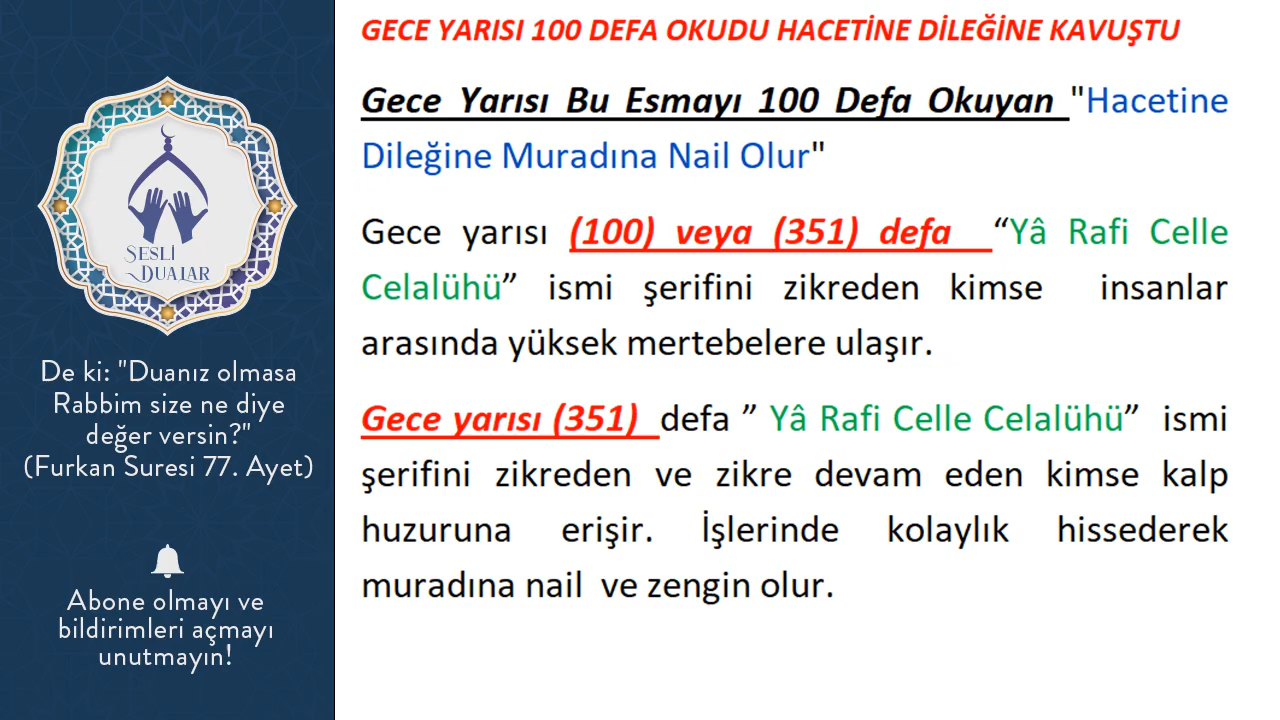 SESLİ
DUALAR
De ki: "Duanız olmasa
Rabbim size ne diye
değer versin?"
(Furkan Suresi 77. Ayet)
Abone olmayı ve
bildirimleri açmayı
unutmayın!
GECE YARISI 100 DEFA OKUDU HACETİNE DİLEĞİNE KAVUŞTU
Gece Yarısı Bu Esmayı 100 Defa Okuyan "Hacetine
Dileğine Muradına Nail Olur"
Gece yarısı (100) veya (351) defa “Yâ Rafi Celle
Celalühü” ismi şerifini zikreden kimse insanlar
arasında yüksek mertebelere ulaşır.
Gece yarısı (351) defa ” Yâ Rafi Celle Celalühü” ismi
şerifini zikreden ve zikre devam eden kimse kalp
huzuruna erişir. İşlerinde kolaylık hissederek
muradına nail ve zengin olur.